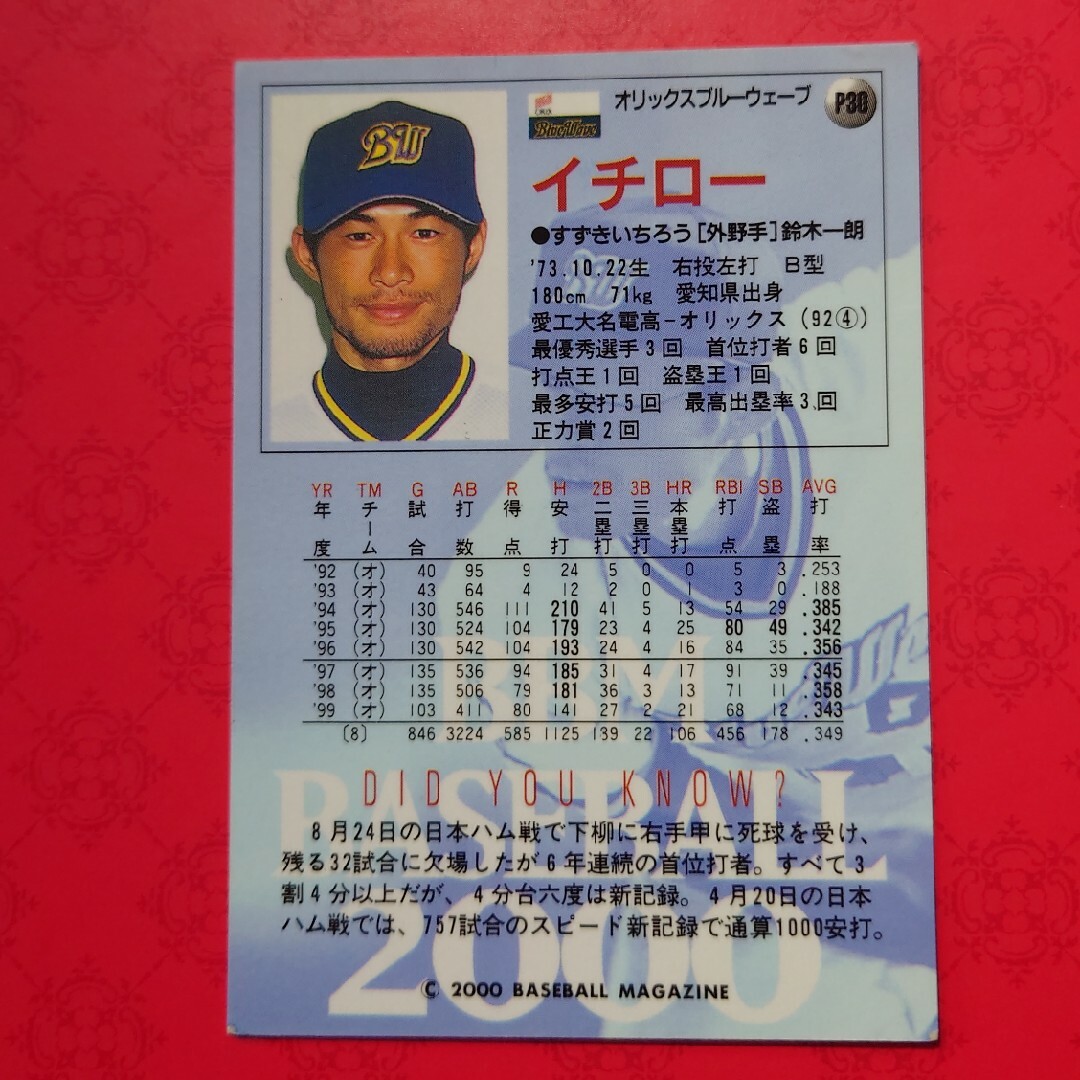 オリックスブルーウェーブ P30
BlueWave
BW
イチロー
●すずきいちろう[外野手]鈴木一朗
'73.10.22生 右投左打 B型
180cm 71kg 愛知県出身
愛工大名電高-オリックス(92④)
最優秀選手3回 首位打者6回
打点王1回 盗塁王1回
最多安打5回 最高出塁率3回
正力賞2回
YR TM G AB R H 2B 3B HR RBI SB AVG
年度 チーム 試合 打数 得点 安打 二塁打 三塁打 本塁打 打点 盗塁 打率
'92 (オ) 40 95 9 24 5 0 0 5 3 .253
'93 (オ) 43 64 4 12 2 0 1 3 0 .188
'94 (オ) 130 546 111 210 41 5 13 54 29 .385
'95 (オ) 130 524 104 179 23 4 25 80 49 .342
'96 (オ) 130 542 104 193 24 4 16 84 35 .356
'97 (オ) 135 536 94 185 31 4 17 91 39 .345
'98 (オ) 135 506 79 181 36 3 13 71 11 .358
'99 (オ) 103 411 80 141 27 2 21 68 12 .343
〔8〕 846 3224 585 1125 139 22 106 456 178 .349
BBM
BASEBALL
2000
DID YOU KNOW?
8月24日の日本ハム戦で下柳に右手甲に死球を受け、
残る32試合に欠場したが6年連続の首位打者。すべて3
割4分以上だが、4分台六度は新記録。4月20日の日本
ハム戦では、757試合のスピード新記録で通算1000安打。
© 2000 BASEBALL MAGAZINE